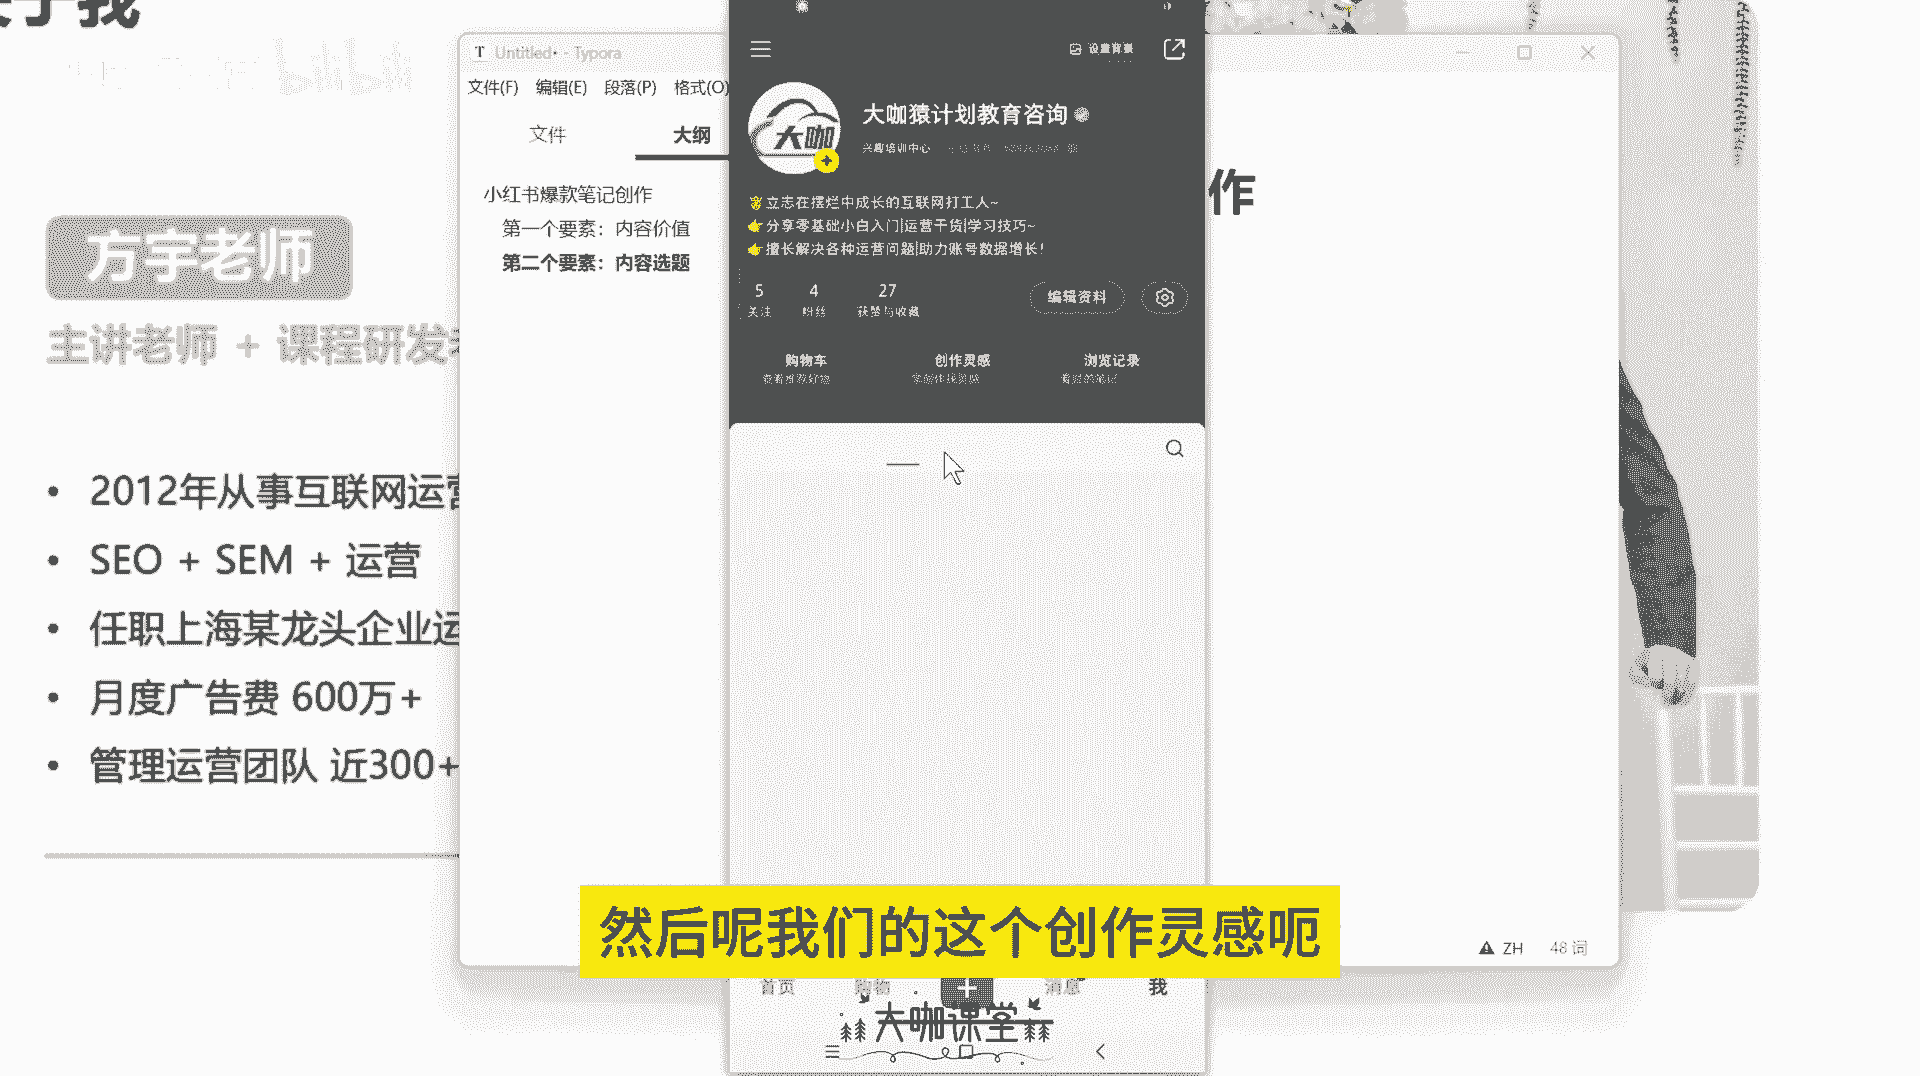 关于我
bilibili
方宇老师
主讲老师 + 课程研发
2012年从事互联网运营
SEO + SEM + 运营
任职上海某龙头企业运
月度广告费 600万+
管理运营团队 近300+
Untitled• - Typora
文件(F) 编辑(E) 段落(P) 格式(O)
文件 大纲
小红书爆款笔记创作
第一个要素：内容价值
第二个要素：内容选题
作
设置背景
大咖
大咖猿计划教育咨询
兴趣培训中心
立志在摆烂中成长的互联网打工人~
分享零基础小白入门|运营干货|学习技巧~
擅长解决各种运营问题|助力账号数据增长!
5 4 27
关注 粉丝 获赞与收藏
编辑资料
购物车 创作灵感 浏览记录
查看推荐好物 学创作找灵感 看过的笔记
然后呢我们的这个创作灵感呃
ZH 48 词
首页 购物 消息 我
大咖课堂